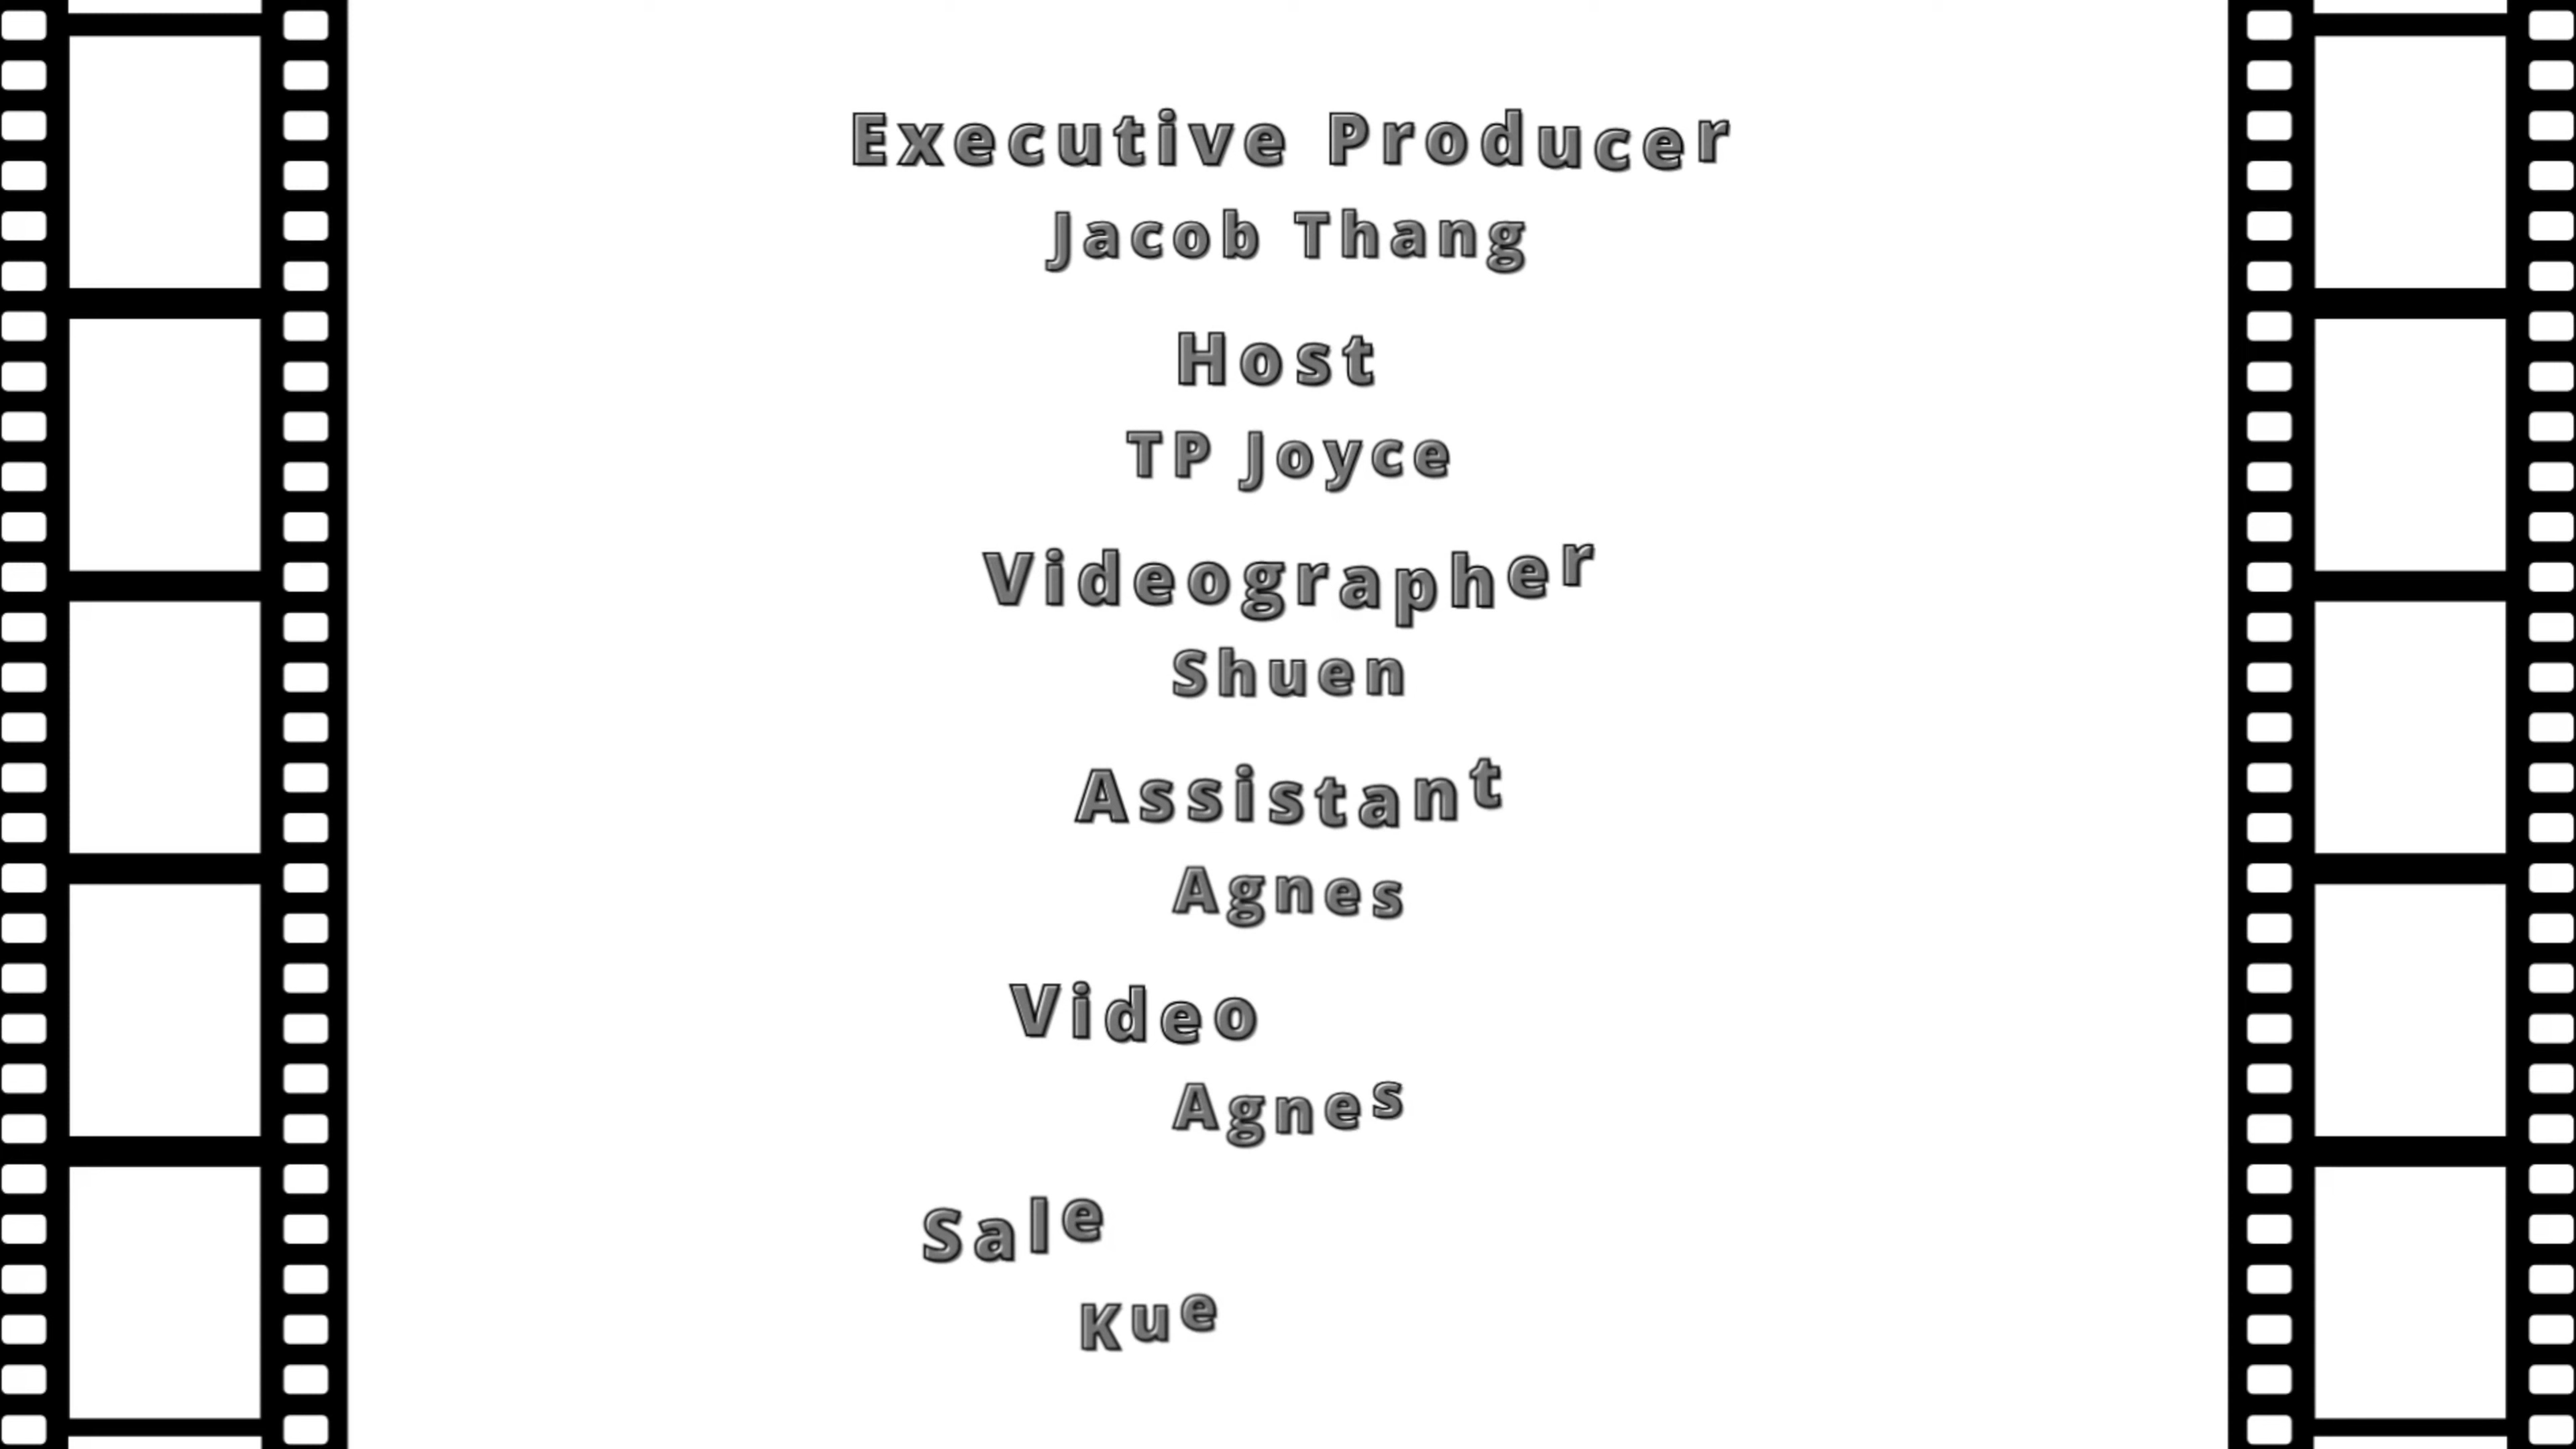 Executive Producer
Jacob Thang
Host
TP Joyce
Videographer
Shuen
Assistant
Agnes
Video
Agnes
Sale
Kue